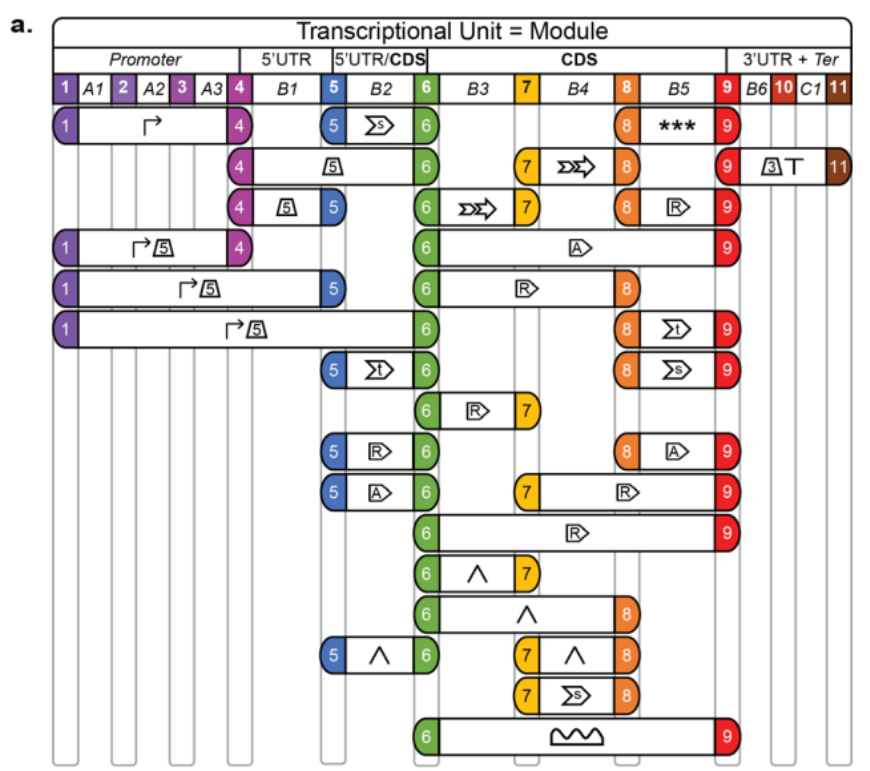 a.
Transcriptional Unit = Module
Promoter 5'UTR 5'UTR/CDS CDS 3'UTR + Ter
1 A1 2 A2 3 A3 4 B1 5 B2 6 B3 7 B4 8 B5 9 B6 10 C1 11
1 4 5 s 6 8 *** 9
4 5 6 7 8 9 3 11
4 5 5 6 7 8 R 9
1 5 4 6 A 9
1 5 5 6 R 8
1 5 6 8 t 9
5 t 6 8 s 9
6 R 7
5 R 6 8 A 9
5 A 6 7 R 9
6 R 9
6 7
6 8
5 6 7 8
7 s 8
6 9